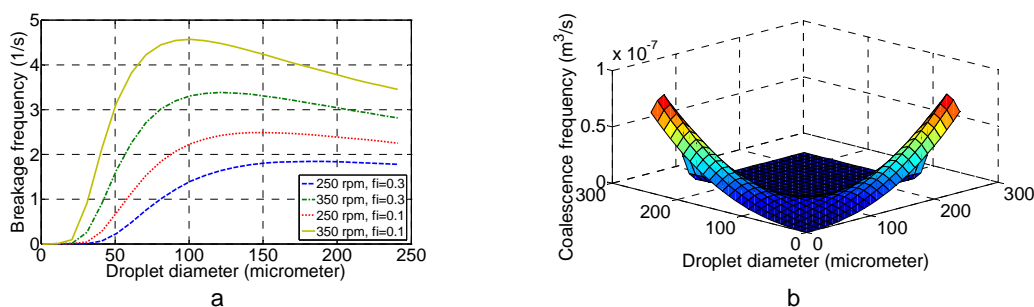 Breakage frequency (1/s)
5
4
3
2
1
0
0 50 100 150 200 250
Droplet diameter (micrometer)
250 rpm, fi=0.3
350 rpm, fi=0.3
250 rpm, fi=0.1
350 rpm, fi=0.1
a
Coalescence frequency (m³/s)
x 10⁻⁷
1
0.5
0
300
200
100
0
0
100
200
300
Droplet diameter (micrometer)
b